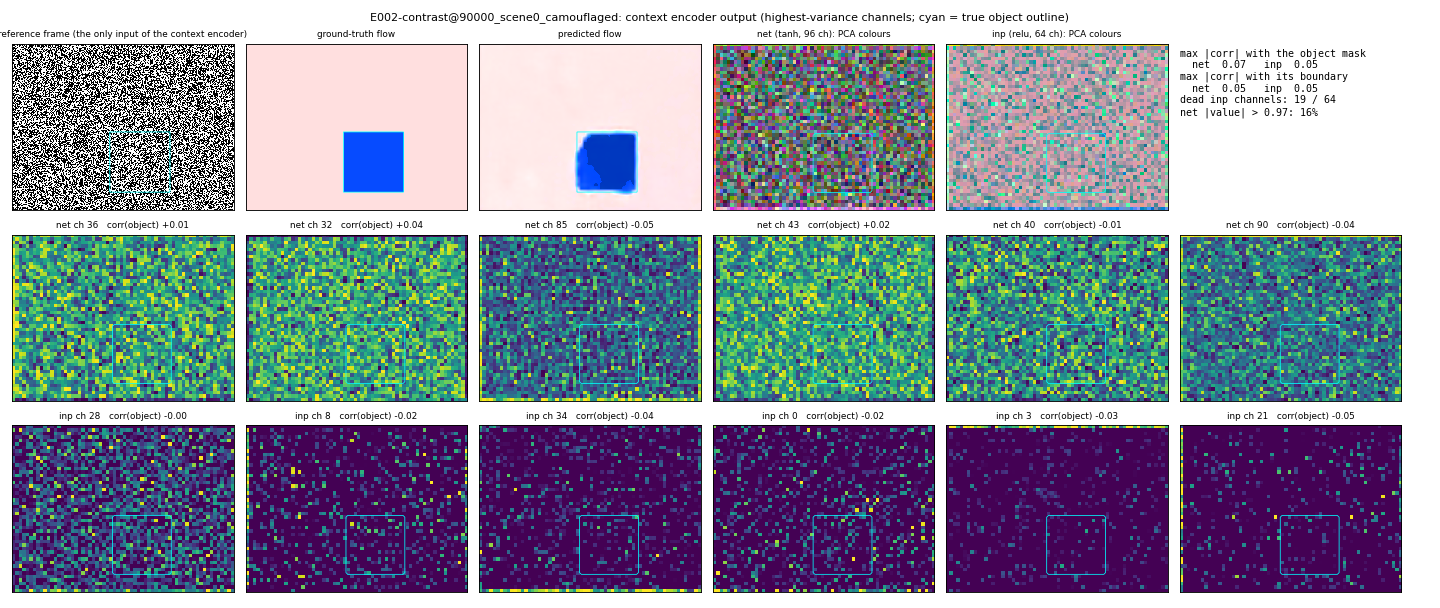 E002-contrast@90000_scene0_camouflaged: context encoder output (highest-variance channels; cyan = true object outline)
reference frame (the only input of the context encoder)
ground-truth flow
predicted flow
net (tanh, 96 ch): PCA colours
inp (relu, 64 ch): PCA colours
max |corr| with the object mask
net 0.07 inp 0.05
max |corr| with its boundary
net 0.05 inp 0.05
dead inp channels: 19 / 64
net |value| > 0.97: 16%
net ch 36 corr(object) +0.01
net ch 32 corr(object) +0.04
net ch 85 corr(object) -0.05
net ch 43 corr(object) +0.02
net ch 40 corr(object) -0.01
net ch 90 corr(object) -0.04
inp ch 28 corr(object) -0.00
inp ch 8 corr(object) -0.02
inp ch 34 corr(object) -0.04
inp ch 0 corr(object) -0.02
inp ch 3 corr(object) -0.03
inp ch 21 corr(object) -0.05